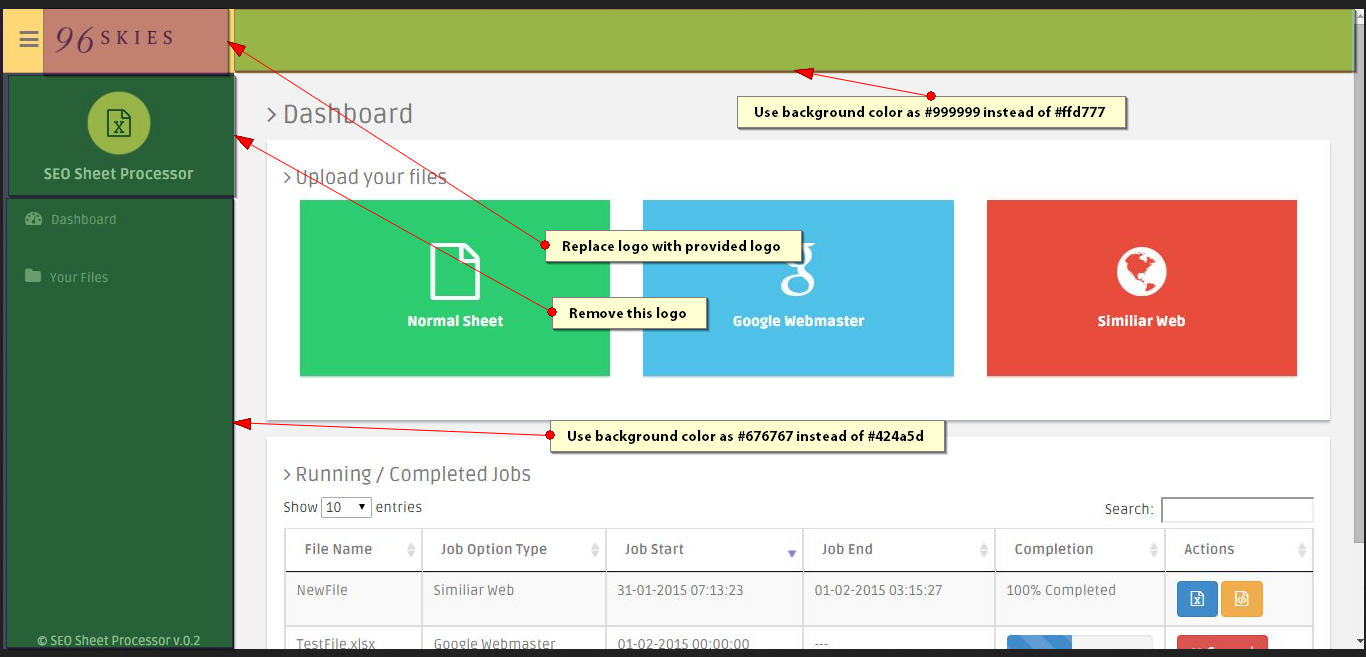 96 SKIES
Use background color as #999999 instead of #ffd777
Dashboard
SEO Sheet Processor
Upload your files
Dashboard
Replace logo with provided logo
Your Files
Remove this logo
Normal Sheet
Google Webmaster
Similiar Web
Use background color as #676767 instead of #424a5d
Running / Completed Jobs
Show 10 entries
Search:
File Name Job Option Type Job Start Job End Completion Actions
NewFile Similiar Web 31-01-2015 07:13:23 01-02-2015 03:15:27 100% Completed
© SEO Sheet Processor v.0.2
TestFile.xlsx Google Webmaster 01-02-2015 00:00:00 ---